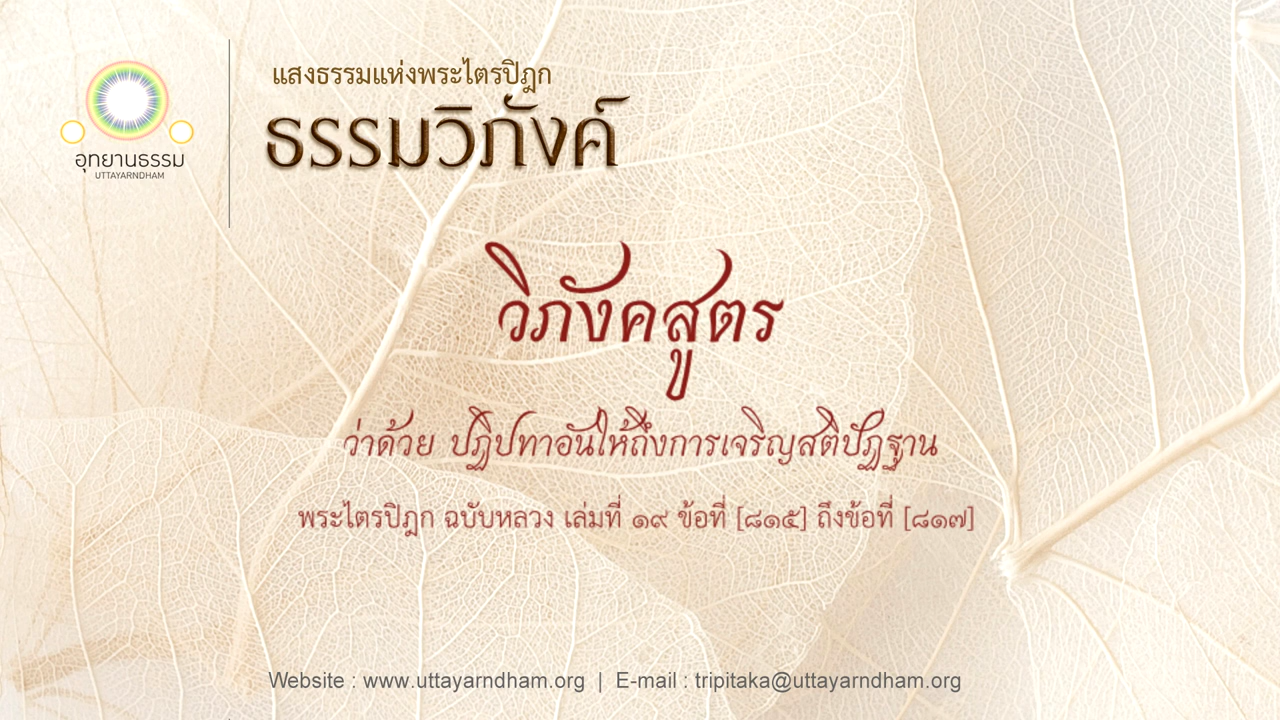 อุทยานธรรม
UTTAYARNDHAM
แสงธรรมแห่งพระไตรปิฎก
ธรรมวิภังค์
วิภังคสูตร
ว่าด้วย ปฏิปทาอันให้ถึงการเจริญสติปัฏฐาน
พระไตรปิฎก ฉบับหลวง เล่มที่ ๑๙ ข้อที่ [๘๑๕] ถึงข้อที่ [๘๑๗]
Website : www.uttayarndham.org | E-mail : tripitaka@uttayarndham.org